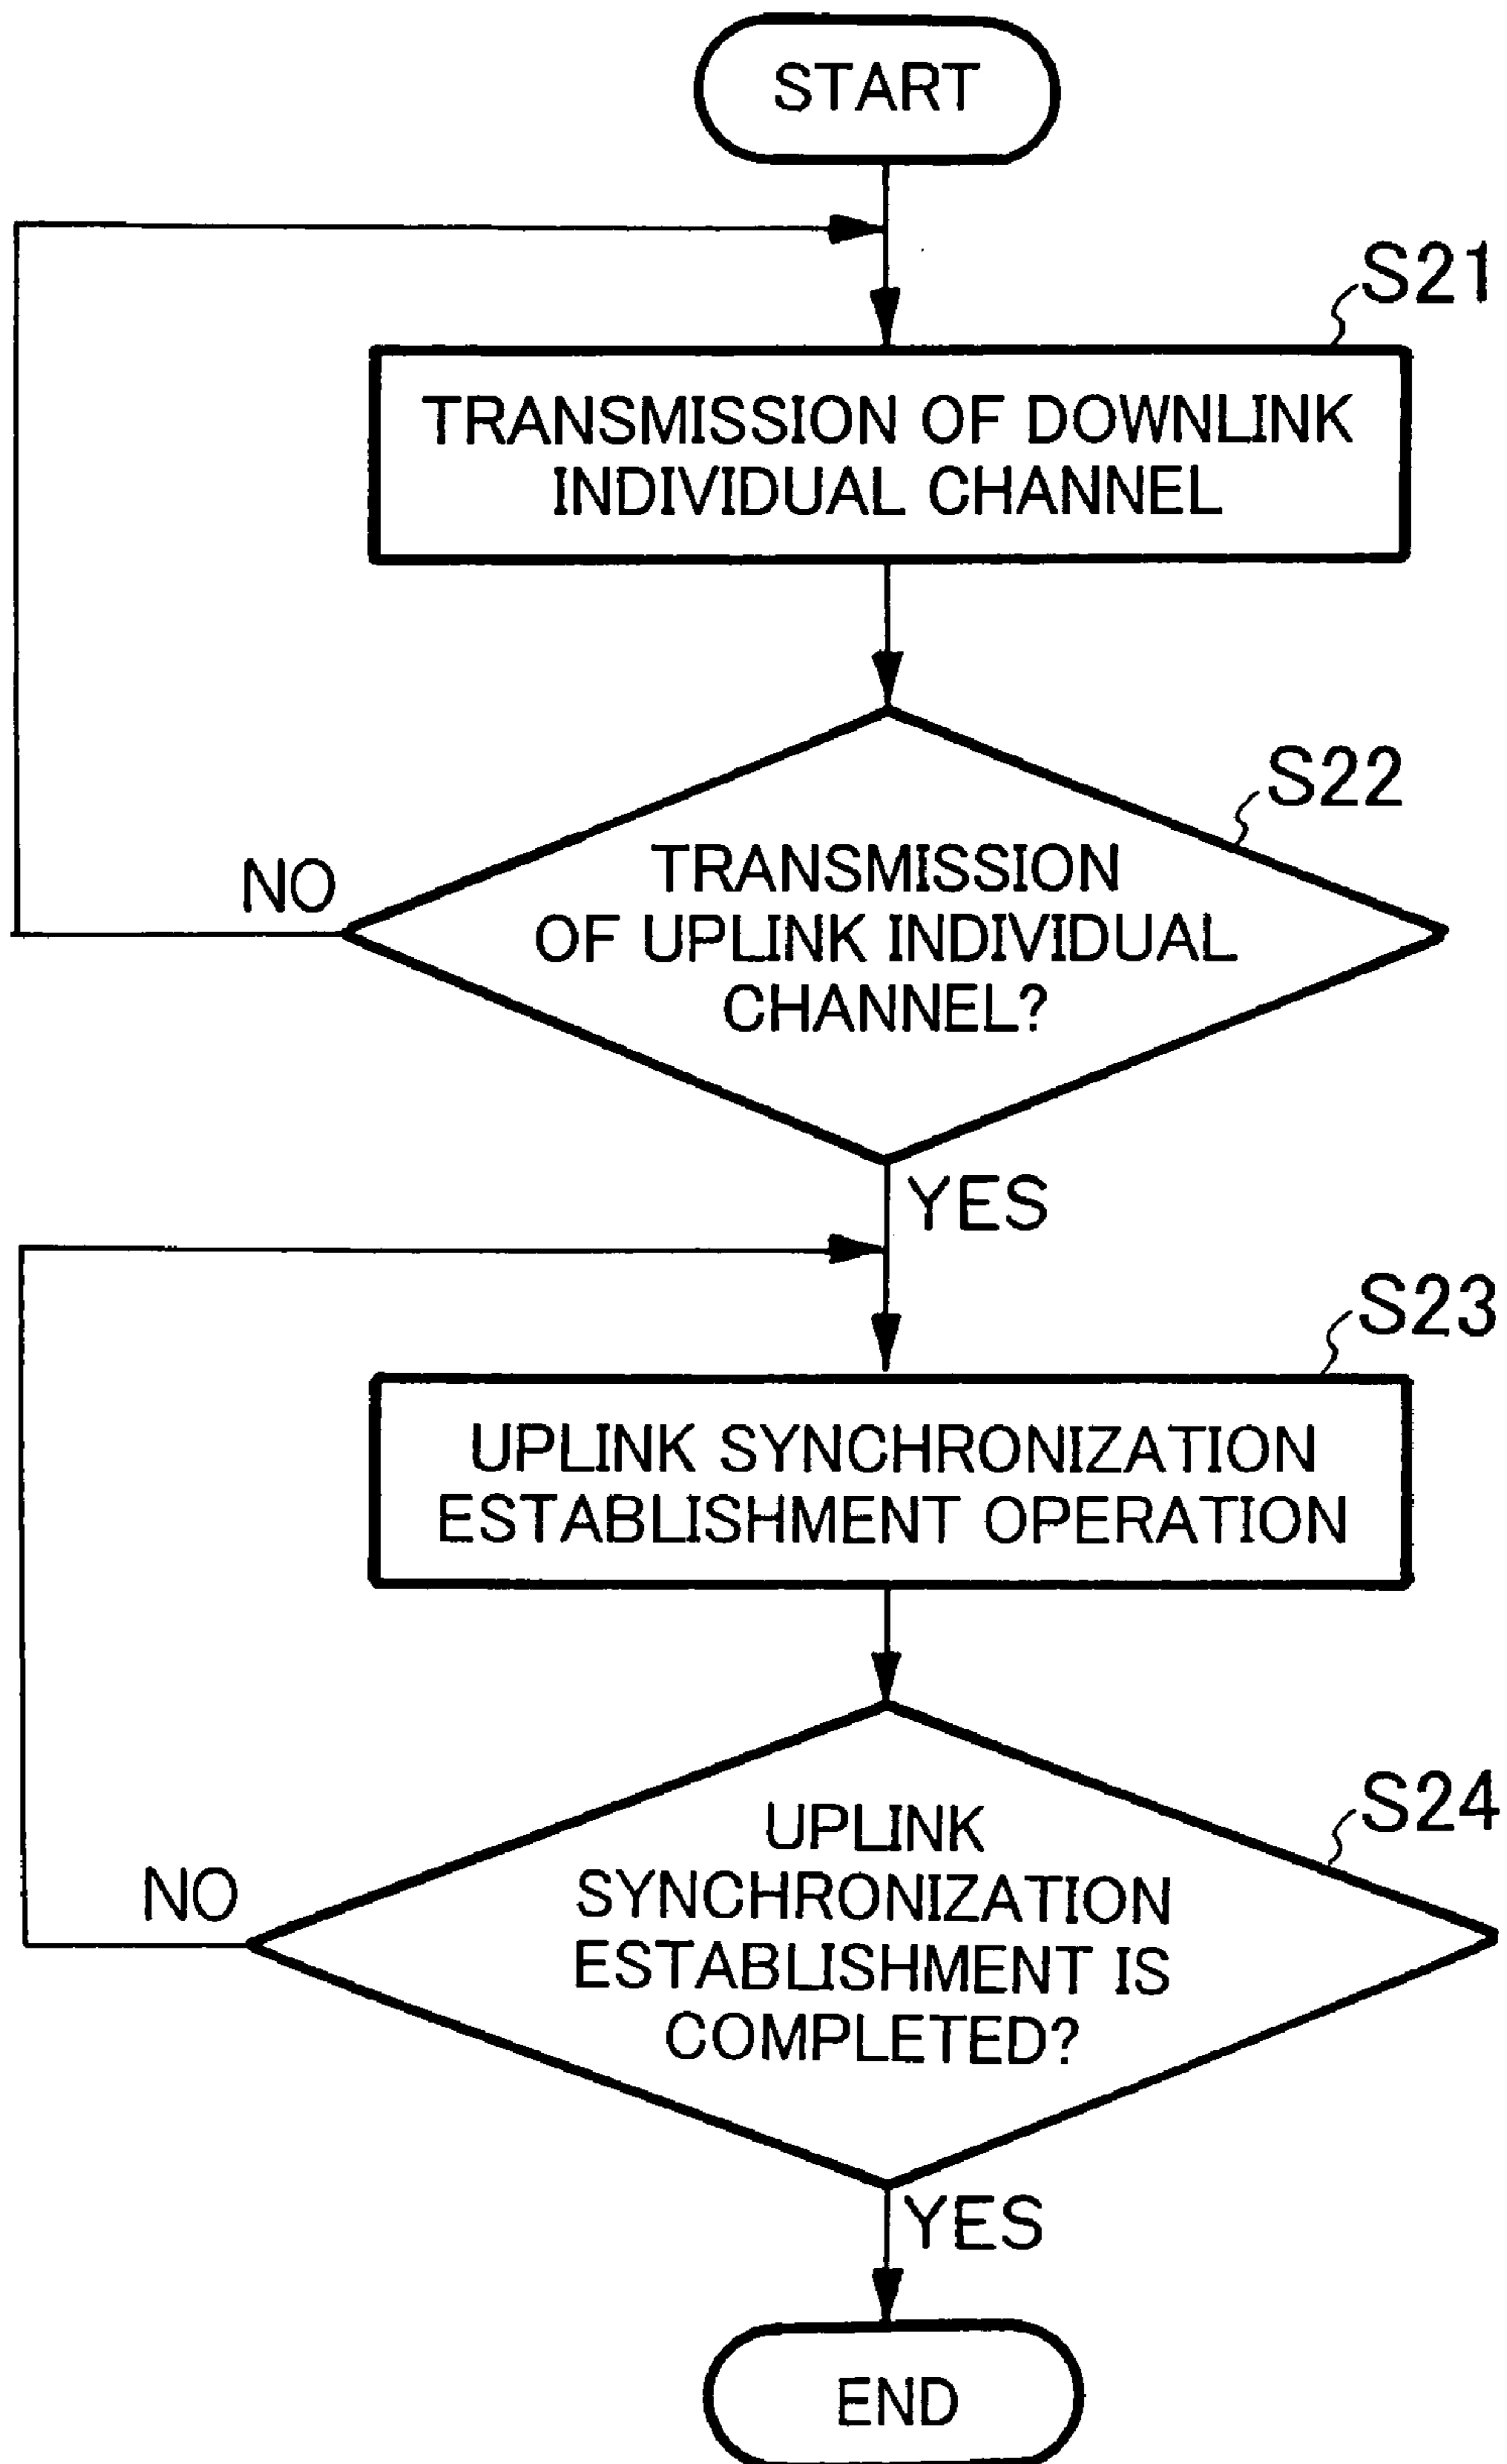 START
S21
TRANSMISSION OF DOWNLINK
INDIVIDUAL CHANNEL
S22
TRANSMISSION
OF UPLINK INDIVIDUAL
CHANNEL?
NO
YES
S23
UPLINK SYNCHRONIZATION
ESTABLISHMENT OPERATION
S24
UPLINK
SYNCHRONIZATION
ESTABLISHMENT IS
COMPLETED?
NO
YES
END